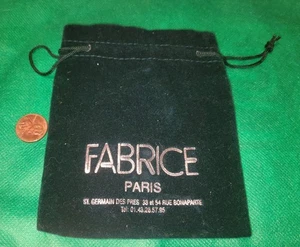 FABRICE
PARIS
ST. GERMAIN DES PRES 33 et 54 RUE BONAPARTE
Tél: 01.43.26.57.95